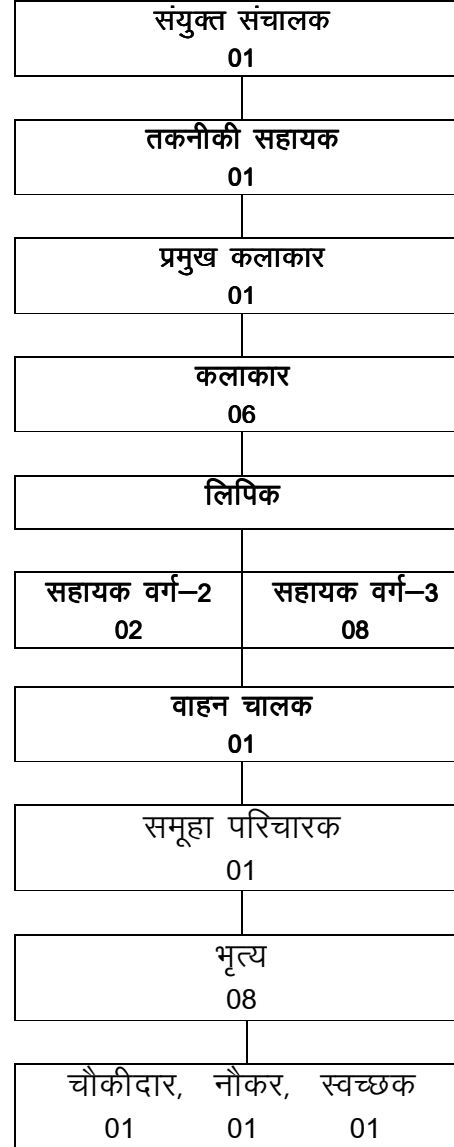 संयुक्त संचालक
01
तकनीकी सहायक
01
प्रमुख कलाकार
01
कलाकार
06
लिपिक
सहायक वर्ग–2 सहायक वर्ग–3
02 08
वाहन चालक
01
समूहा परिचारक
01
भृत्य
08
चौकीदार, नौकर, स्वच्छक
01 01 01